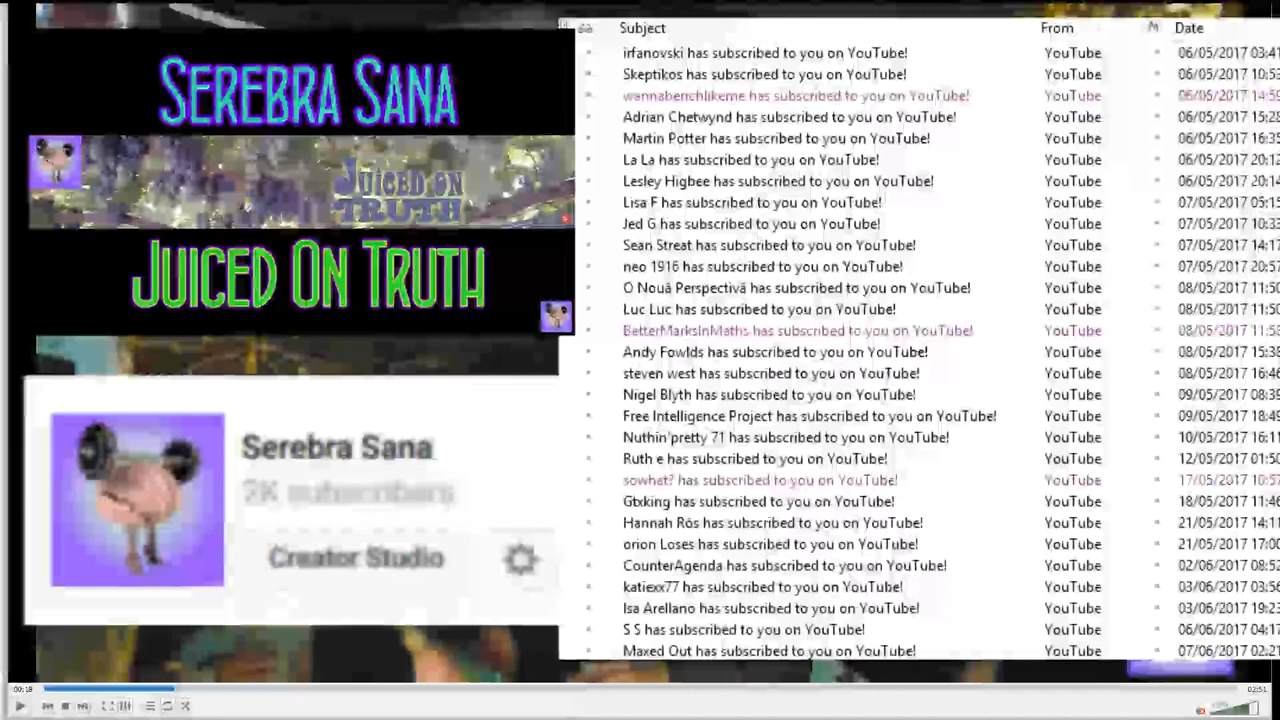 SEREBRA SANA
JUICED ON TRUTH
JUICED ON TRUTH
Serebra Sana
2K subscribers
Creator Studio
Subject From Date
irfanovski has subscribed to you on YouTube! YouTube 06/05/2017 03:41
Skeptikos has subscribed to you on YouTube! YouTube 06/05/2017 10:53
wannabenchlikeme has subscribed to you on YouTube! YouTube 06/05/2017 14:59
Adrian Chetwynd has subscribed to you on YouTube! YouTube 06/05/2017 15:28
Martin Potter has subscribed to you on YouTube! YouTube 06/05/2017 16:35
La La has subscribed to you on YouTube! YouTube 06/05/2017 20:12
Lesley Higbee has subscribed to you on YouTube! YouTube 06/05/2017 20:14
Lisa F has subscribed to you on YouTube! YouTube 07/05/2017 05:15
Jed G has subscribed to you on YouTube! YouTube 07/05/2017 10:33
Sean Streat has subscribed to you on YouTube! YouTube 07/05/2017 14:17
neo 1916 has subscribed to you on YouTube! YouTube 07/05/2017 20:57
O Nouă Perspectivă has subscribed to you on YouTube! YouTube 08/05/2017 11:50
Luc Luc has subscribed to you on YouTube! YouTube 08/05/2017 11:50
BetterMarksInMaths has subscribed to you on YouTube! YouTube 08/05/2017 11:53
Andy Fowlds has subscribed to you on YouTube! YouTube 08/05/2017 15:38
steven west has subscribed to you on YouTube! YouTube 08/05/2017 16:46
Nigel Blyth has subscribed to you on YouTube! YouTube 09/05/2017 08:39
Free Intelligence Project has subscribed to you on YouTube! YouTube 09/05/2017 18:49
Nuthin'pretty 71 has subscribed to you on YouTube! YouTube 10/05/2017 16:11
Ruth e has subscribed to you on YouTube! YouTube 12/05/2017 01:50
sowhat? has subscribed to you on YouTube! YouTube 17/05/2017 10:57
Gtxking has subscribed to you on YouTube! YouTube 18/05/2017 11:46
Hannah Rós has subscribed to you on YouTube! YouTube 21/05/2017 14:11
orion Loses has subscribed to you on YouTube! YouTube 21/05/2017 17:00
CounterAgenda has subscribed to you on YouTube! YouTube 02/06/2017 08:52
katiexx77 has subscribed to you on YouTube! YouTube 03/06/2017 03:56
Isa Arellano has subscribed to you on YouTube! YouTube 03/06/2017 19:23
S S has subscribed to you on YouTube! YouTube 06/06/2017 04:17
Maxed Out has subscribed to you on YouTube! YouTube 07/06/2017 02:21
00:18 02:51